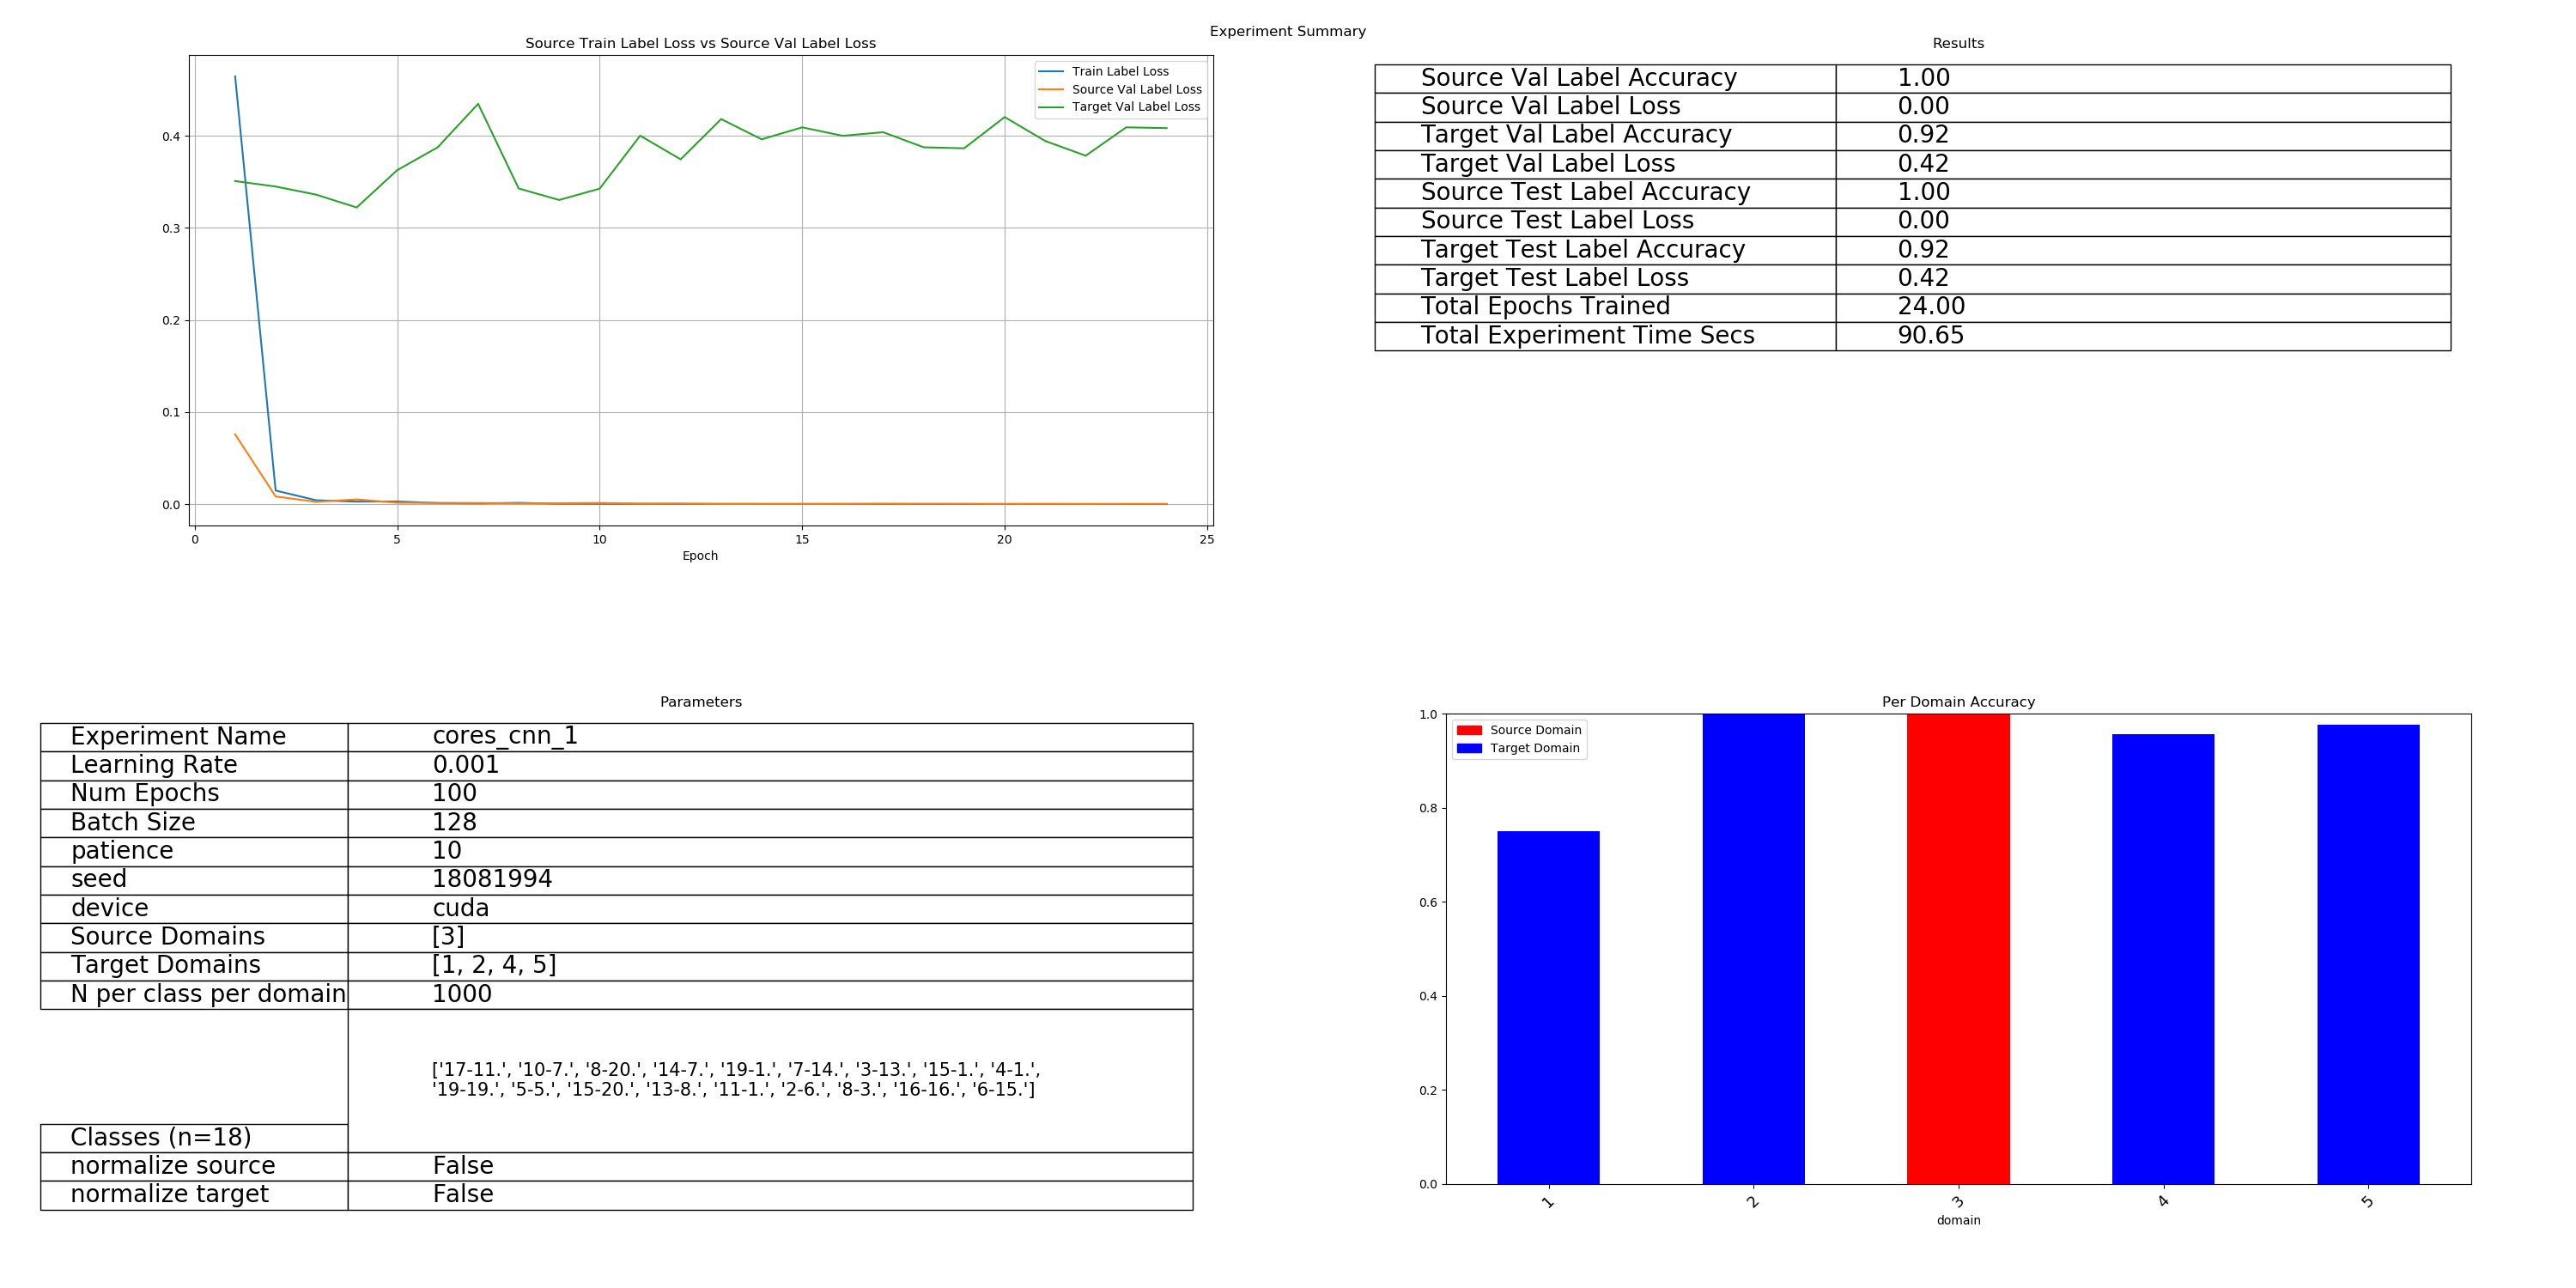 Experiment Summary
Source Train Label Loss vs Source Val Label Loss
Train Label Loss
Source Val Label Loss
Target Val Label Loss
0.4
0.3
0.2
0.1
0.0
0 5 10 15 20 25
Epoch
Results
Source Val Label Accuracy 1.00
Source Val Label Loss 0.00
Target Val Label Accuracy 0.92
Target Val Label Loss 0.42
Source Test Label Accuracy 1.00
Source Test Label Loss 0.00
Target Test Label Accuracy 0.92
Target Test Label Loss 0.42
Total Epochs Trained 24.00
Total Experiment Time Secs 90.65
Parameters
Experiment Name cores_cnn_1
Learning Rate 0.001
Num Epochs 100
Batch Size 128
patience 10
seed 18081994
device cuda
Source Domains [3]
Target Domains [1, 2, 4, 5]
N per class per domain 1000
['17-11.', '10-7.', '8-20.', '14-7.', '19-1.', '7-14.', '3-13.', '15-1.', '4-1.',
'19-19.', '5-5.', '15-20.', '13-8.', '11-1.', '2-6.', '8-3.', '16-16.', '6-15.']
Classes (n=18)
normalize source False
normalize target False
Per Domain Accuracy
Source Domain
Target Domain
1.0
0.8
0.6
0.4
0.2
0.0
1 2 3 4 5
domain